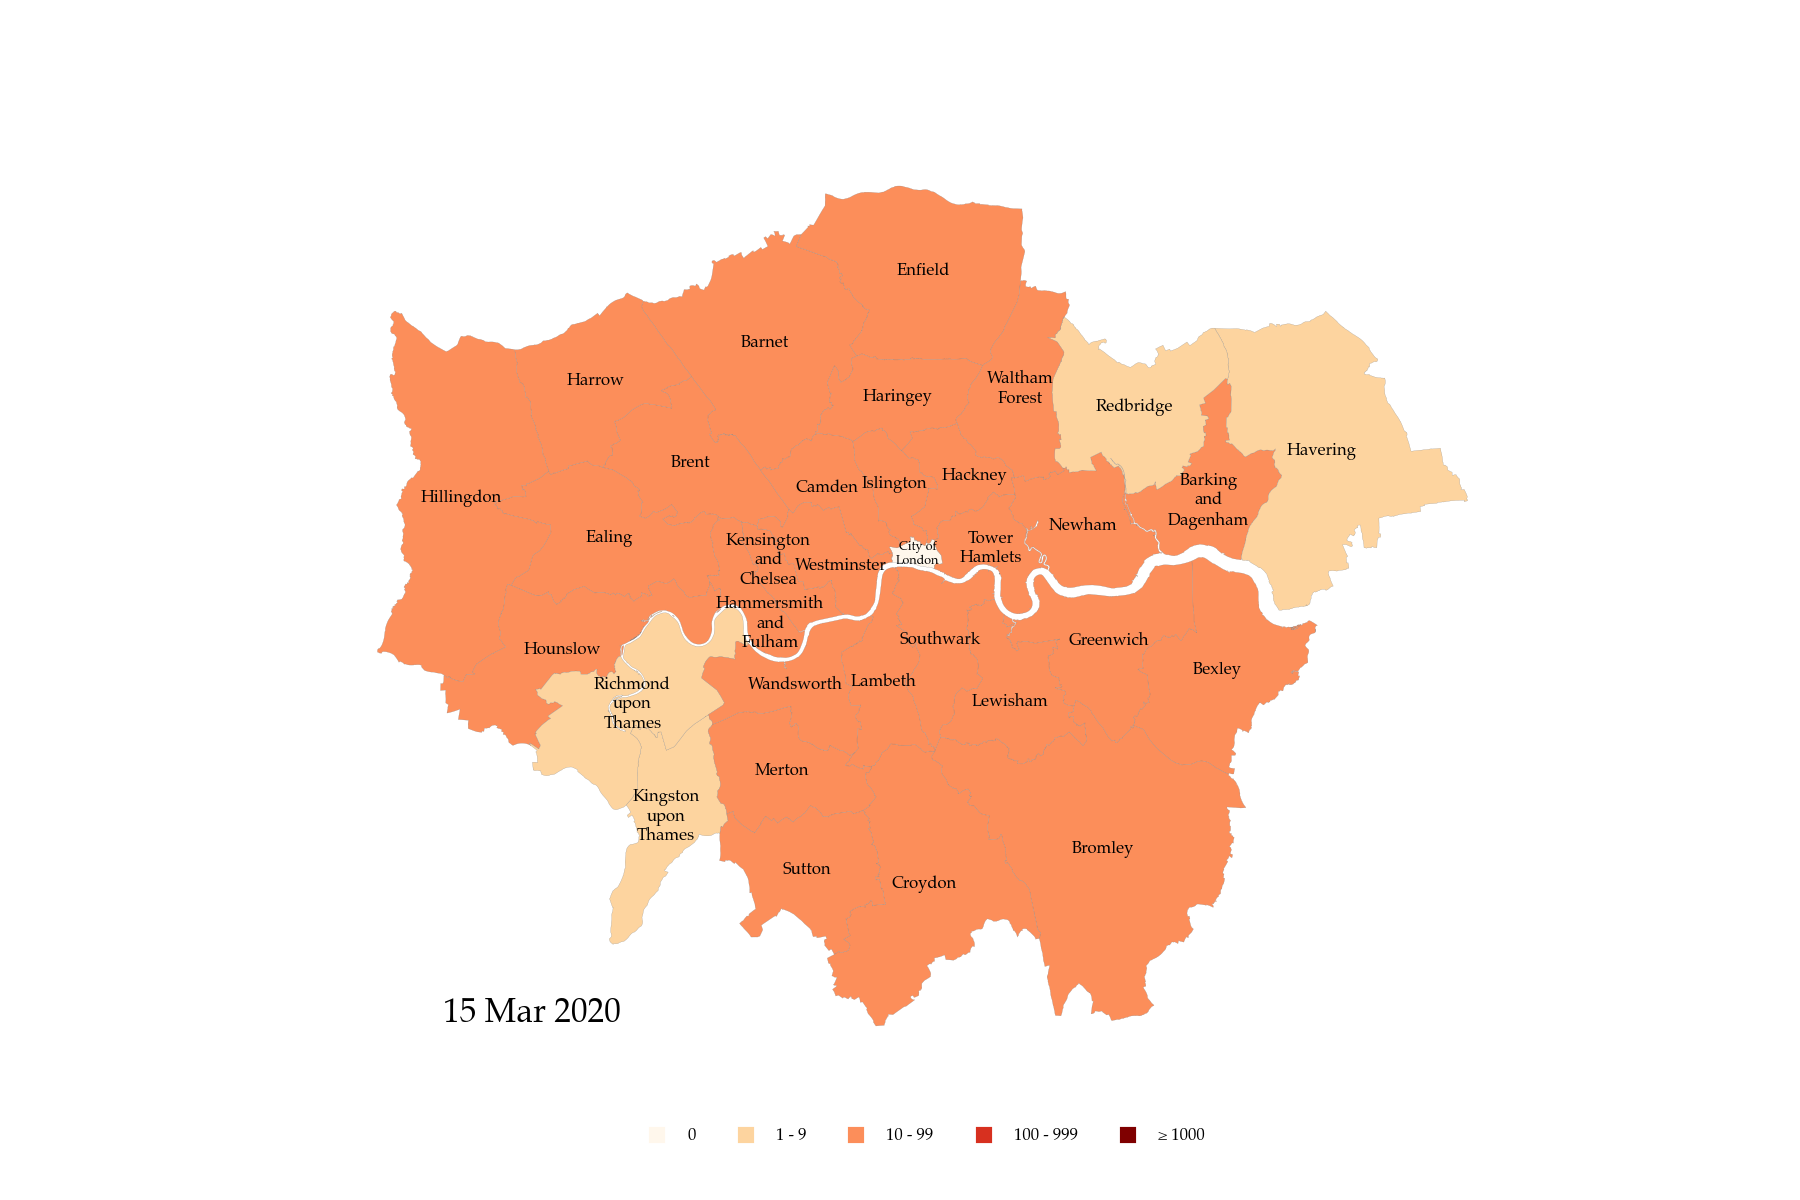 Enfield
Barnet
Harrow
Haringey
Waltham
Forest
Redbridge
Havering
Brent
Hillingdon
Camden
Islington
Hackney
Barking
and
Dagenham
Newham
Ealing
Kensington
and
Chelsea
Westminster
City of
London
Tower
Hamlets
Hammersmith
and
Fulham
Hounslow
Southwark
Greenwich
Bexley
Richmond
upon
Thames
Wandsworth
Lambeth
Lewisham
Merton
Kingston
upon
Thames
Sutton
Croydon
Bromley
15 Mar 2020
0
1 - 9
10 - 99
100 - 999
≥ 1000